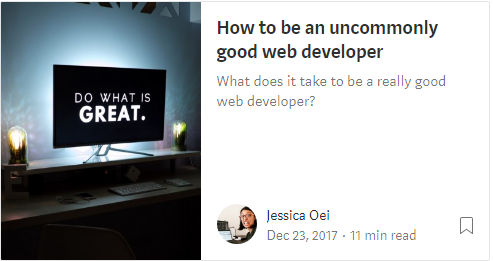 DO WHAT IS
GREAT.
How to be an uncommonly
good web developer
What does it take to be a really good
web developer?
Jessica Oei
Dec 23, 2017 · 11 min read